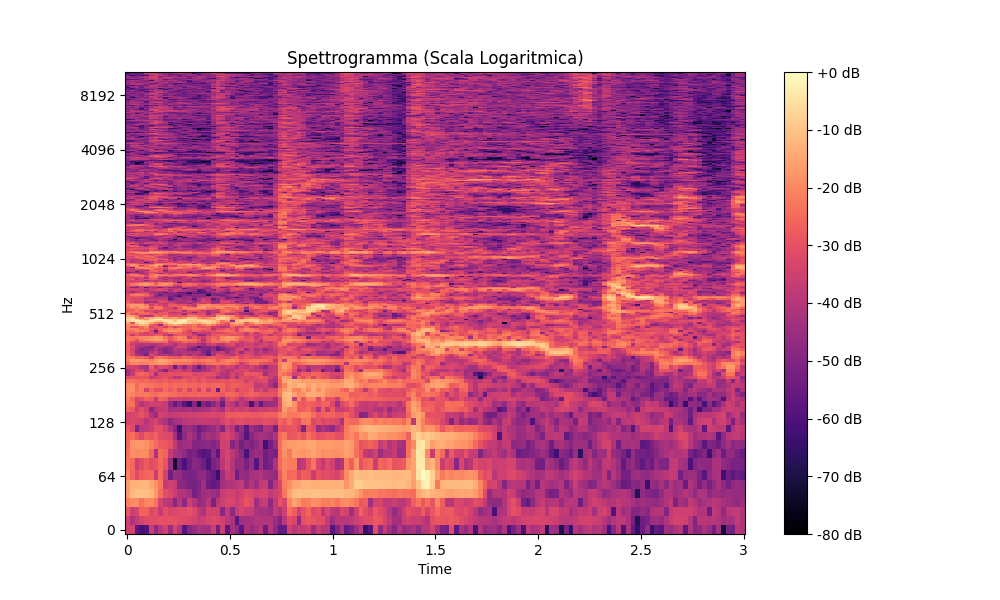 Spettrogramma (Scala Logaritmica)
Hz
8192
4096
2048
1024
512
256
128
64
0
0
0.5
1
1.5
2
2.5
3
Time
+0 dB
-10 dB
-20 dB
-30 dB
-40 dB
-50 dB
-60 dB
-70 dB
-80 dB